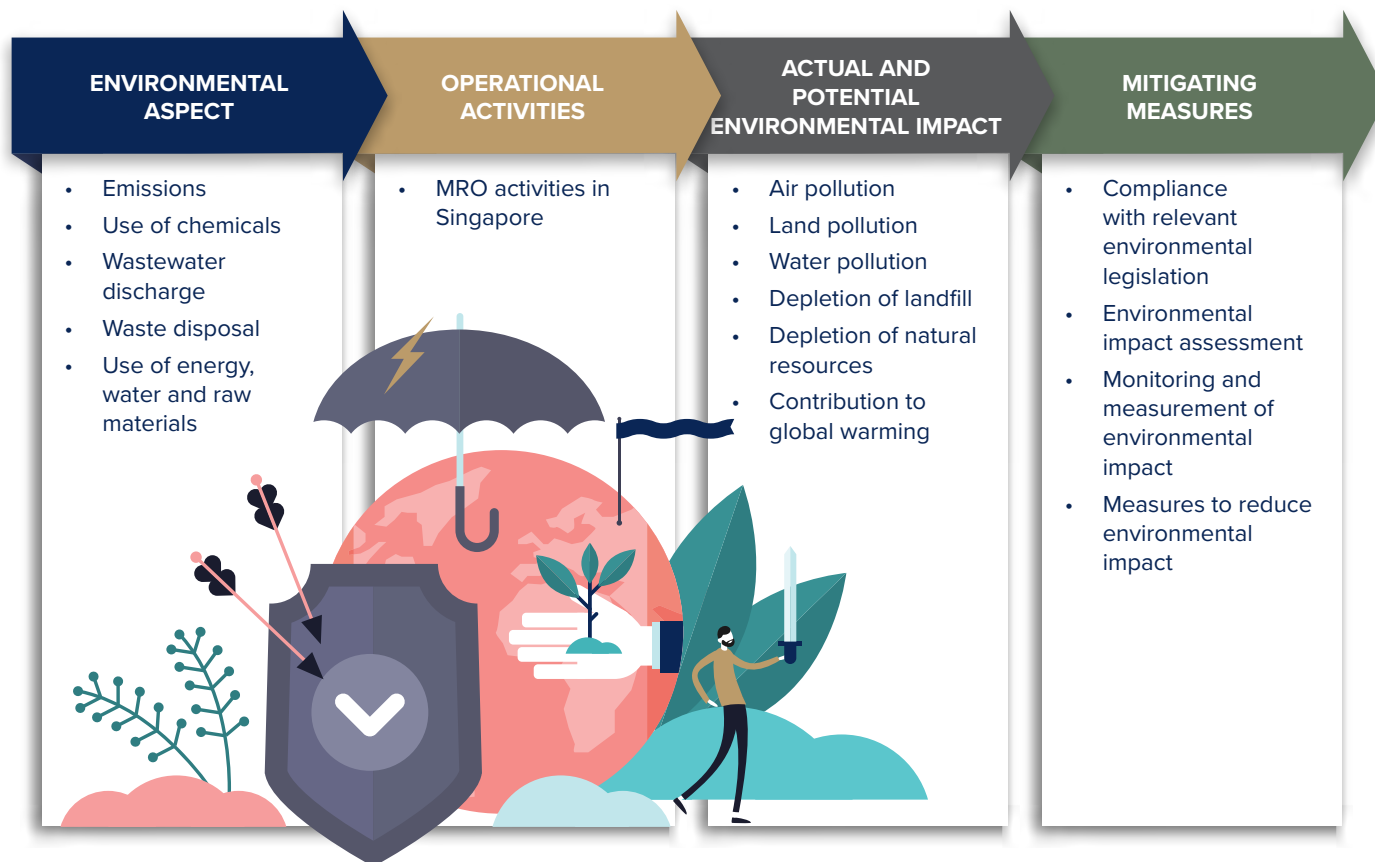 ENVIRONMENTAL
ASPECT
• Emissions
• Use of chemicals
• Wastewater
discharge
• Waste disposal
• Use of energy,
water and raw
materials
OPERATIONAL
ACTIVITIES
• MRO activities in
Singapore
ACTUAL AND
POTENTIAL
ENVIRONMENTAL IMPACT
• Air pollution
• Land pollution
• Water pollution
• Depletion of landfill
• Depletion of natural
resources
• Contribution to
global warming
MITIGATING
MEASURES
• Compliance
with relevant
environmental
legislation
• Environmental
impact assessment
• Monitoring and
measurement of
environmental
impact
• Measures to reduce
environmental
impact